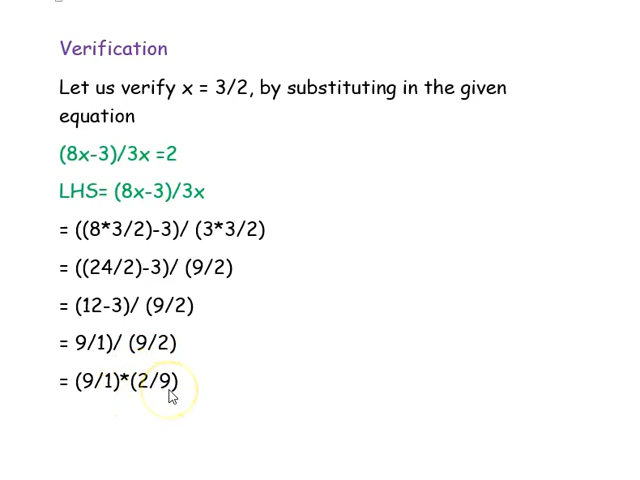 Verification
Let us verify x = 3/2, by substituting in the given
equation
(8x-3)/3x =2
LHS= (8x-3)/3x
= ((8*3/2)-3)/ (3*3/2)
= ((24/2)-3)/ (9/2)
= (12-3)/ (9/2)
= 9/1)/ (9/2)
= (9/1)*(2/9)